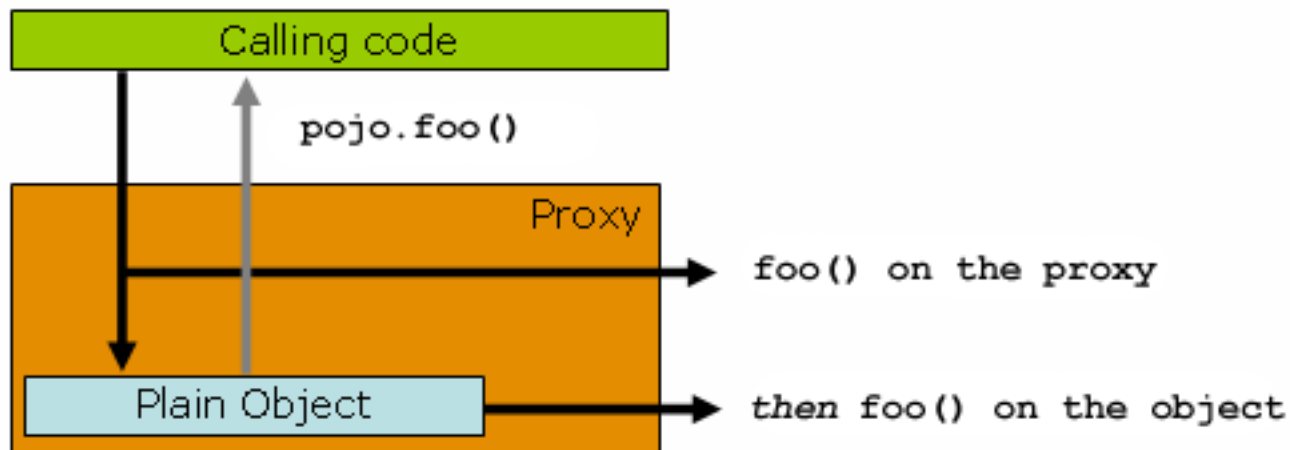 Calling code
pojo.foo()
Proxy
foo() on the proxy
Plain Object
then foo() on the object